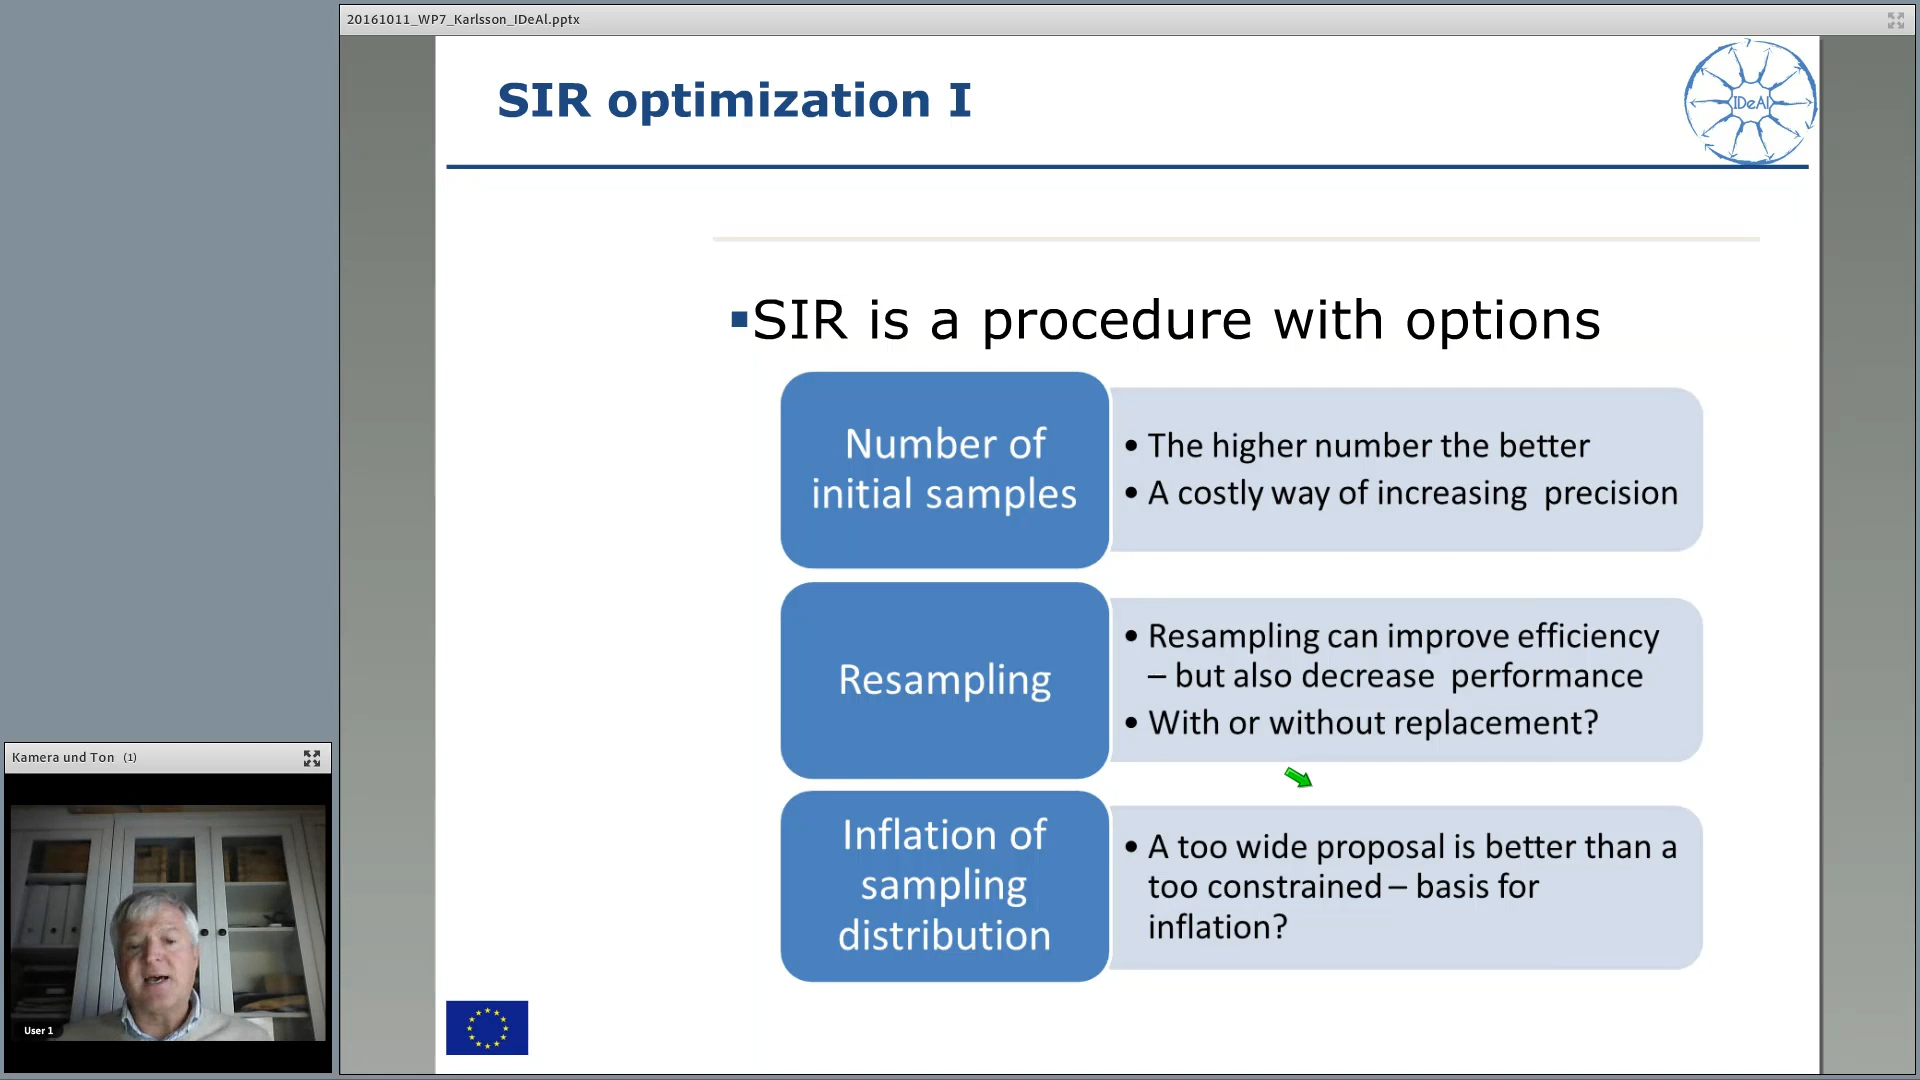 20161011_WP7_Karlsson_IDeAl.pptx
SIR optimization I
IDeAl
▪SIR is a procedure with options
Number of
initial samples
• The higher number the better
• A costly way of increasing precision
Resampling
• Resampling can improve efficiency
– but also decrease performance
• With or without replacement?
Inflation of
sampling
distribution
• A too wide proposal is better than a
too constrained – basis for
inflation?
Kamera und Ton (1)
User 1